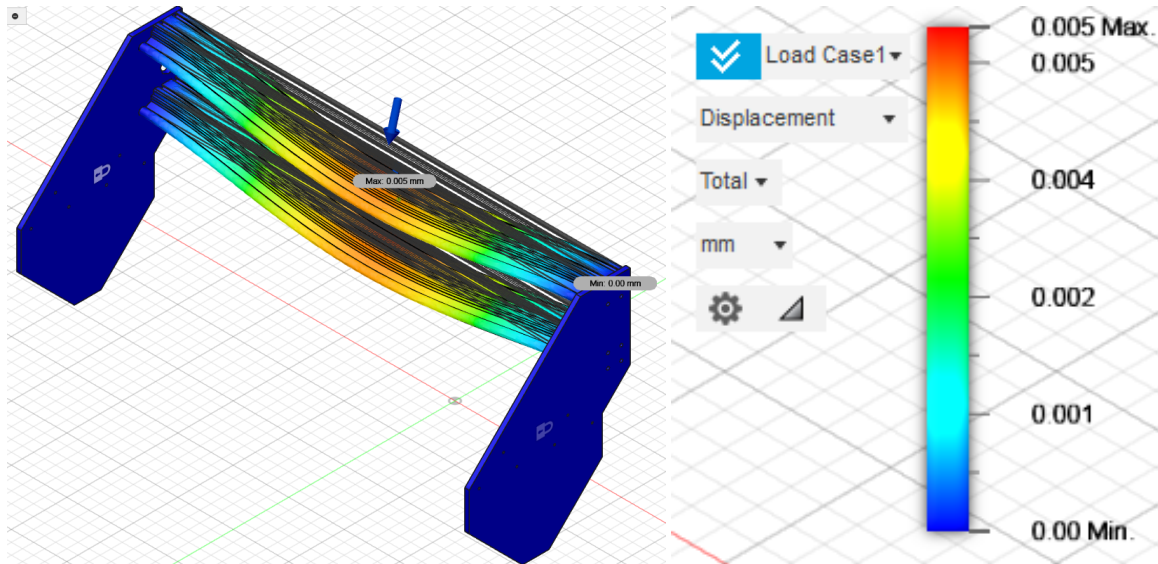 Max: 0.005 mm
Min: 0.00 mm
Load Case1
Displacement
Total
mm
0.005 Max.
0.005
0.004
0.002
0.001
0.00 Min.